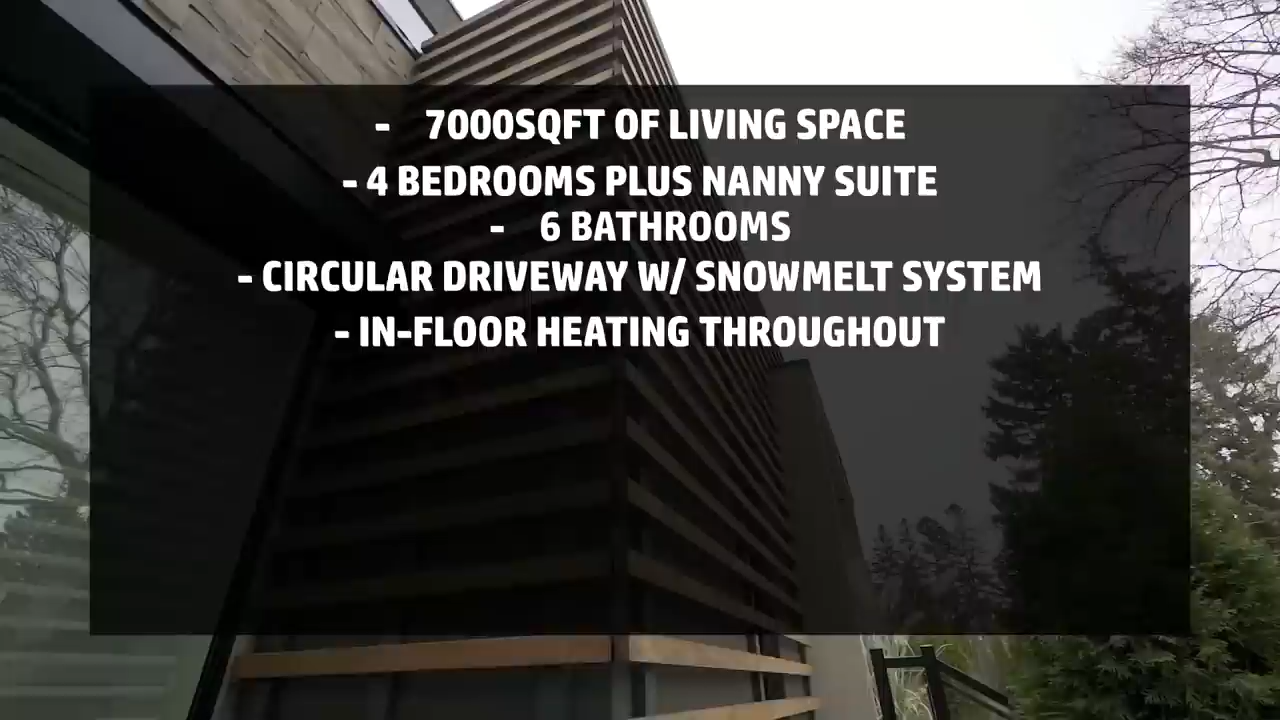 - 7000SQFT OF LIVING SPACE
- 4 BEDROOMS PLUS NANNY SUITE
- 6 BATHROOMS
- CIRCULAR DRIVEWAY W/ SNOWMELT SYSTEM
- IN-FLOOR HEATING THROUGHOUT